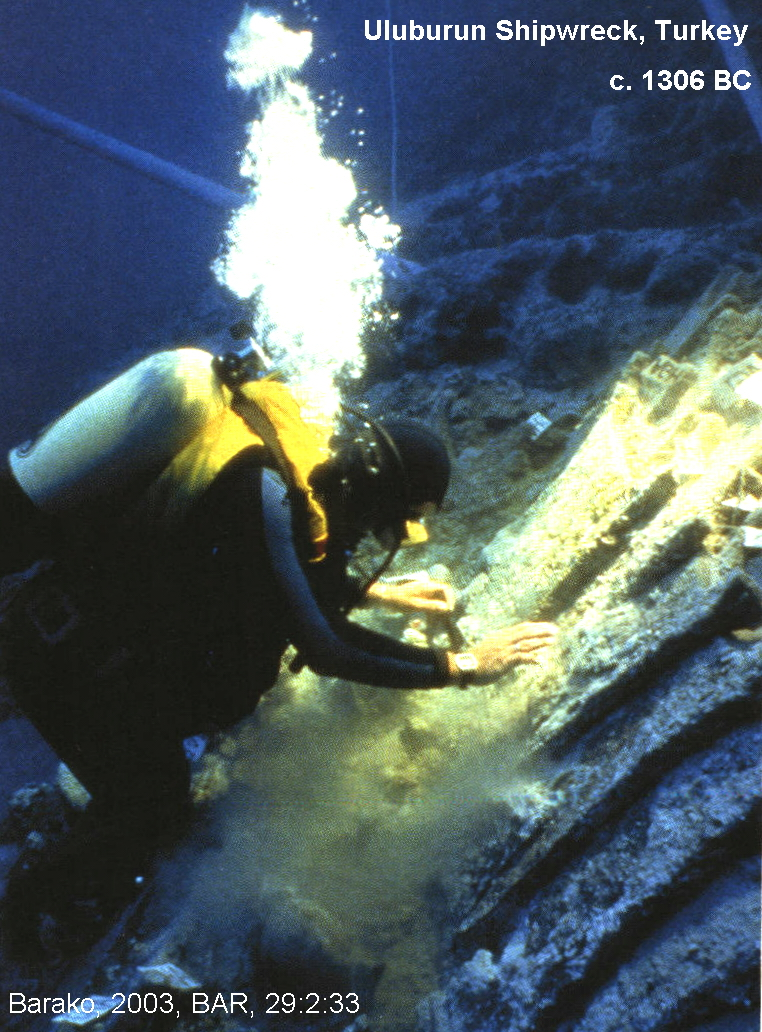 Uluburun Shipwreck, Turkey
c. 1306 BC
Barako, 2003, BAR, 29:2:33